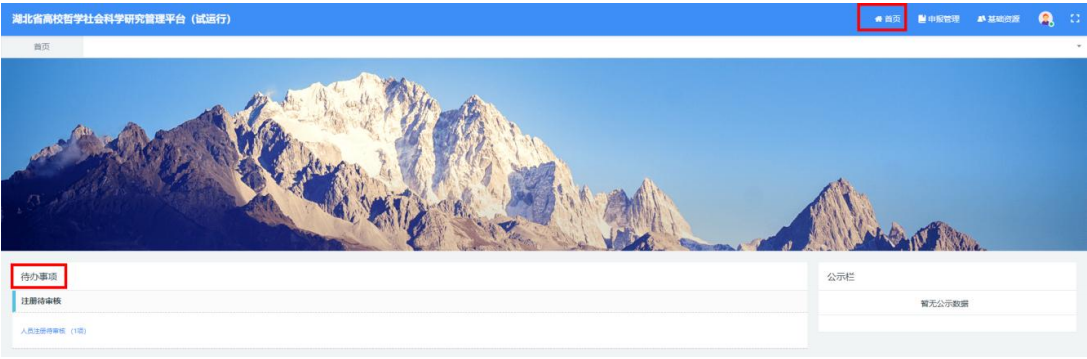 湖北省高校哲学社会科学研究管理平台（试运行）
首页 申报管理 基础资源
首页
待办事项
注册待审核
人员注册待审核 (1项)
公示栏
暂无公示数据